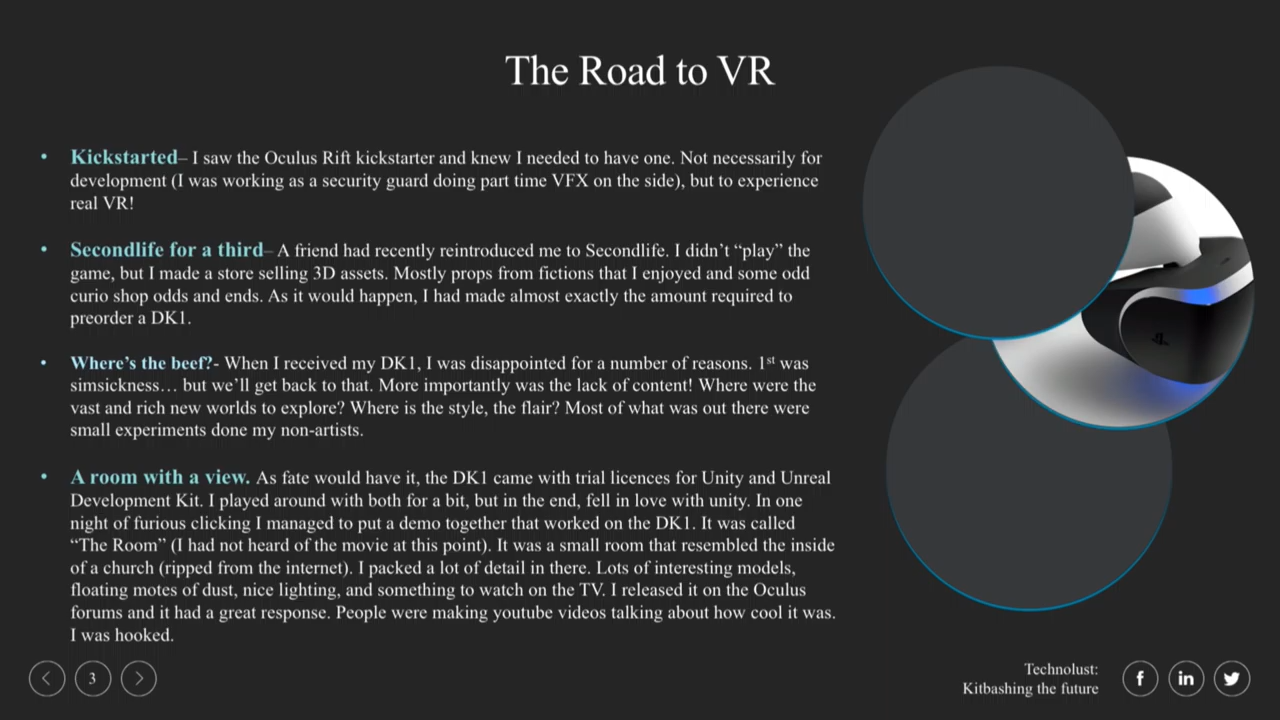 The Road to VR
• Kickstarted– I saw the Oculus Rift kickstarter and knew I needed to have one. Not necessarily for
development (I was working as a security guard doing part time VFX on the side), but to experience
real VR!
• Secondlife for a third– A friend had recently reintroduced me to Secondlife. I didn’t “play” the
game, but I made a store selling 3D assets. Mostly props from fictions that I enjoyed and some odd
curio shop odds and ends. As it would happen, I had made almost exactly the amount required to
preorder a DK1.
• Where’s the beef?- When I received my DK1, I was disappointed for a number of reasons. 1st was
simsickness… but we’ll get back to that. More importantly was the lack of content! Where were the
vast and rich new worlds to explore? Where is the style, the flair? Most of what was out there were
small experiments done my non-artists.
• A room with a view. As fate would have it, the DK1 came with trial licences for Unity and Unreal
Development Kit. I played around with both for a bit, but in the end, fell in love with unity. In one
night of furious clicking I managed to put a demo together that worked on the DK1. It was called
“The Room” (I had not heard of the movie at this point). It was a small room that resembled the inside
of a church (ripped from the internet). I packed a lot of detail in there. Lots of interesting models,
floating motes of dust, nice lighting, and something to watch on the TV. I released it on the Oculus
forums and it had a great response. People were making youtube videos talking about how cool it was.
I was hooked.
3
Technolust:
Kitbashing the future
f
in